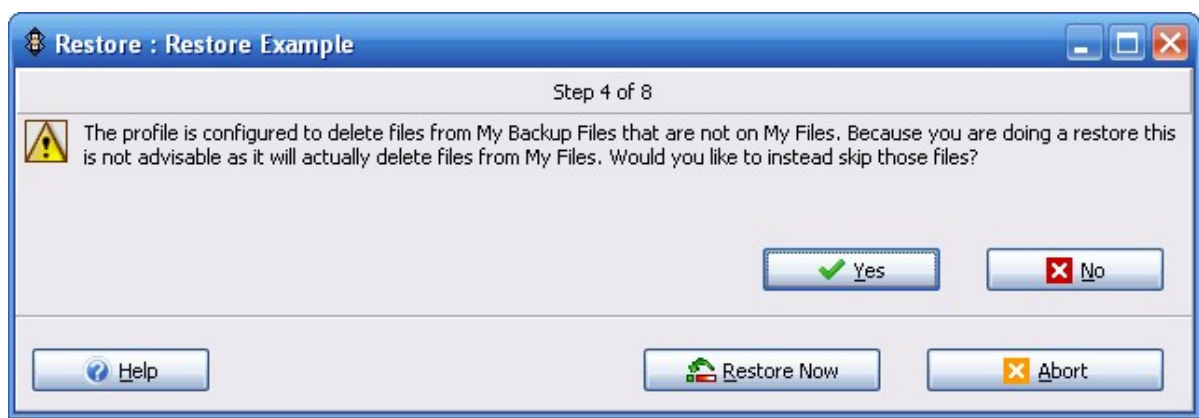 Restore : Restore Example
Step 4 of 8
The profile is configured to delete files from My Backup Files that are not on My Files. Because you are doing a restore this
is not advisable as it will actually delete files from My Files. Would you like to instead skip those files?
Yes
No
Help
Restore Now
Abort